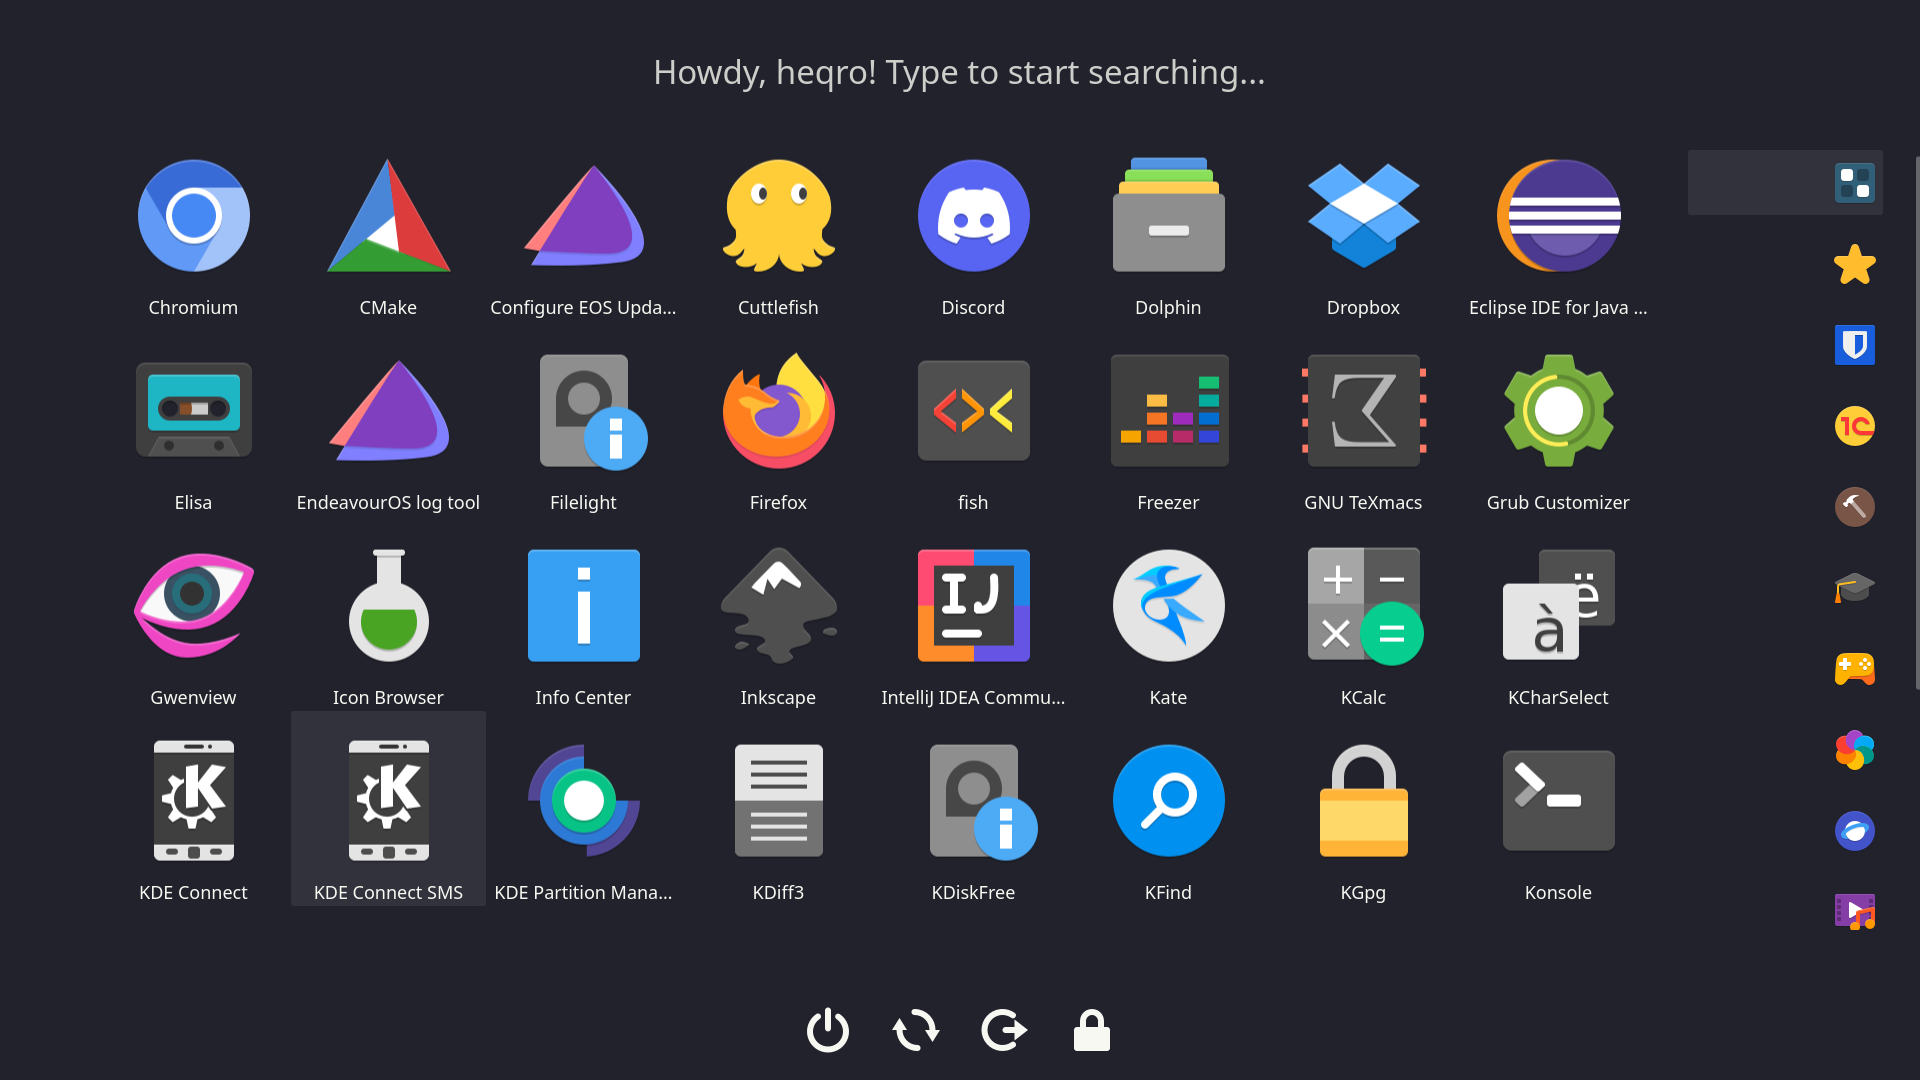 Howdy, heqro! Type to start searching...
Chromium
CMake
Configure EOS Upda...
Cuttlefish
Discord
Dolphin
Dropbox
Eclipse IDE for Java ...
1C
Elisa
EndeavourOS log tool
Filelight
Firefox
fish
Freezer
GNU TeXmacs
Grub Customizer
IJ
ë
à
Gwenview
Icon Browser
Info Center
Inkscape
IntelliJ IDEA Commu...
Kate
KCalc
KCharSelect
KDE Connect
KDE Connect SMS
KDE Partition Mana...
KDiff3
KDiskFree
KFind
KGpg
Konsole